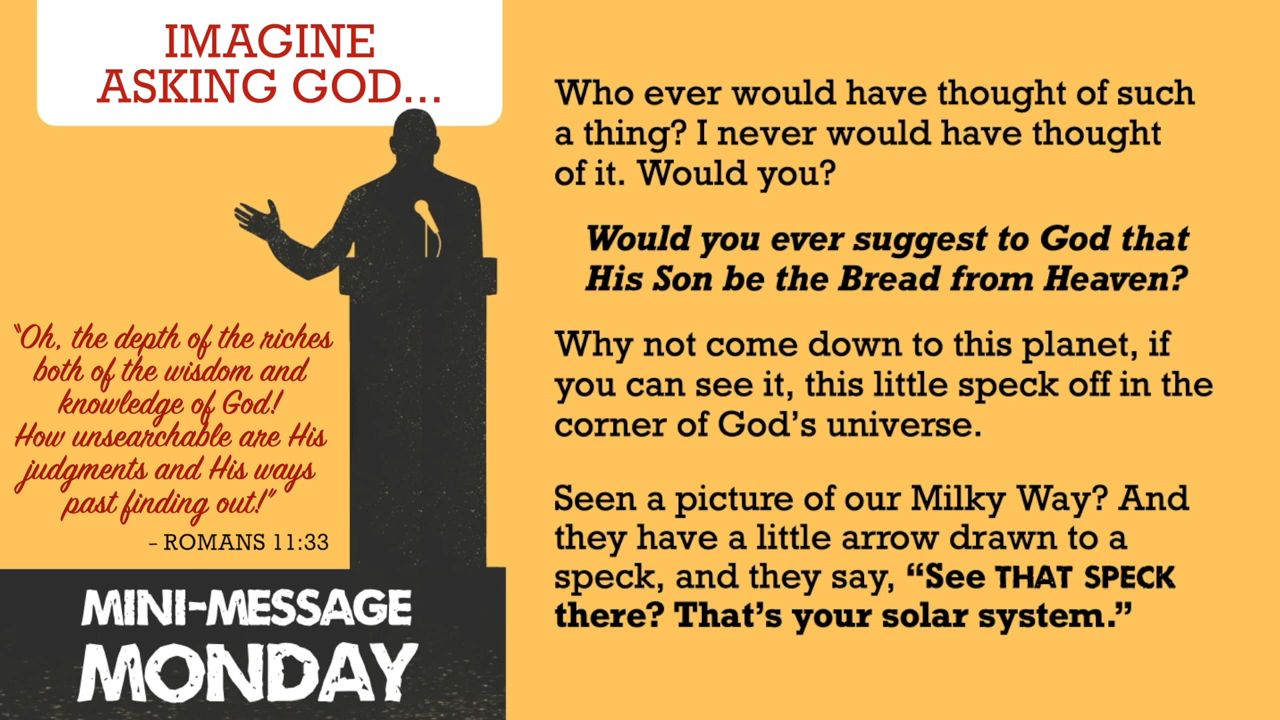 IMAGINE
ASKING GOD...
"Oh, the depth of the riches
both of the wisdom and
knowledge of God!
How unsearchable are His
judgments and His ways
past finding out!"
– ROMANS 11:33
MINI-MESSAGE
MONDAY
Who ever would have thought of such
a thing? I never would have thought
of it. Would you?
Would you ever suggest to God that
His Son be the Bread from Heaven?
Why not come down to this planet, if
you can see it, this little speck off in the
corner of God’s universe.
Seen a picture of our Milky Way? And
they have a little arrow drawn to a
speck, and they say, “See THAT SPECK
there? That’s your solar system.”